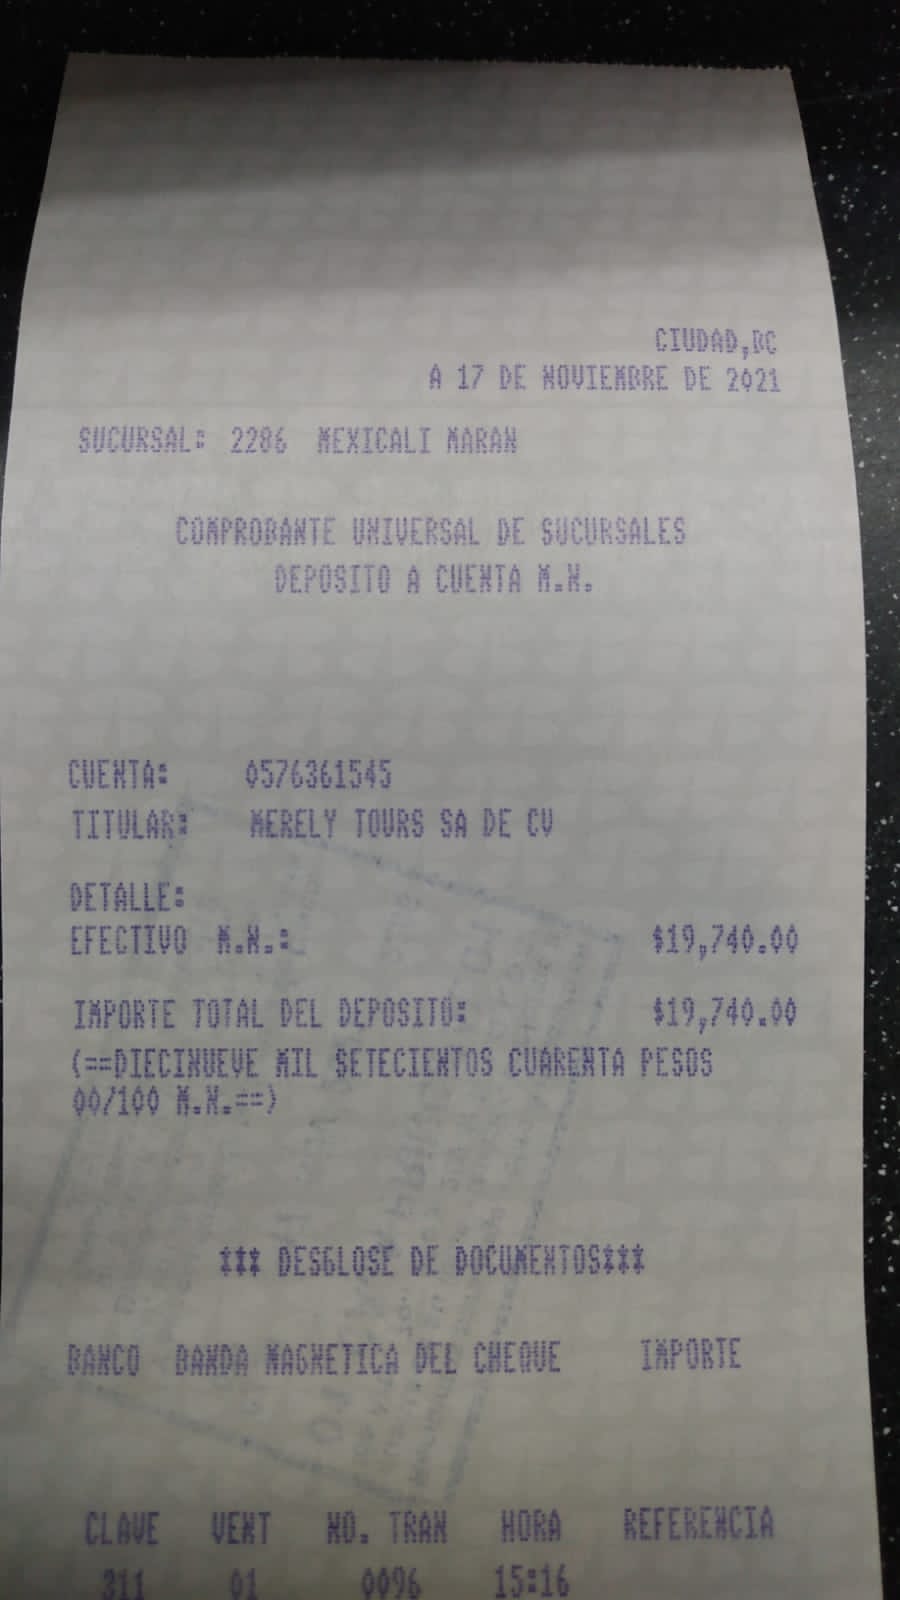 CIUDAD,BC
A 17 DE NOVIEMBRE DE 2021
SUCURSAL: 2286 MEXICALI MARAN
COMPROBANTE UNIVERSAL DE SUCURSALES
DEPOSITO A CUENTA M.N.
CUENTA: 0576361545
TITULAR: MERELY TOURS SA DE CV
DETALLE:
EFECTIVO M.N.: $19,740.00
IMPORTE TOTAL DEL DEPOSITO: $19,740.00
(==DIECINUEVE MIL SETECIENTOS CUARENTA PESOS
00/100 M.N.==)
*** DESGLOSE DE DOCUMENTOS***
BANCO BANDA MAGNETICA DEL CHEQUE IMPORTE
CLAVE VENT NO. TRAN HORA REFERENCIA
311 01 0096 15:16